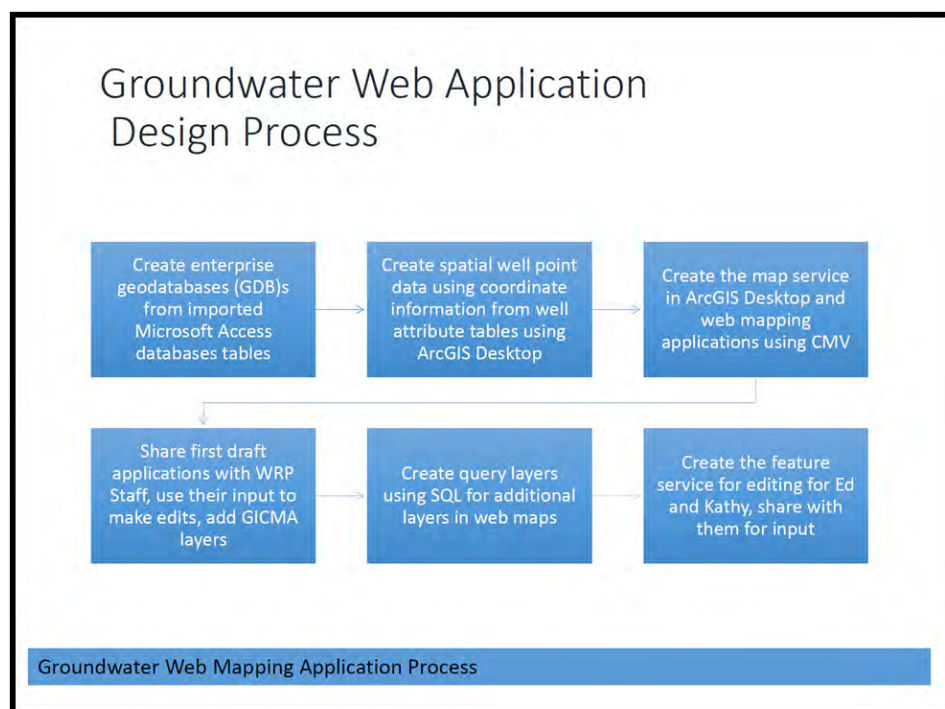 Groundwater Web Application
Design Process
Create enterprise
geodatabases (GDB)s
from imported
Microsoft Access
databases tables
Create spatial well point
data using coordinate
information from well
attribute tables using
ArcGIS Desktop
Create the map service
in ArcGIS Desktop and
web mapping
applications using CMV
Share first draft
applications with WRP
Staff, use their input to
make edits, add GICMA
layers
Create query layers
using SQL for additional
layers in web maps
Create the feature
service for editing for Ed
and Kathy, share with
them for input
Groundwater Web Mapping Application Process